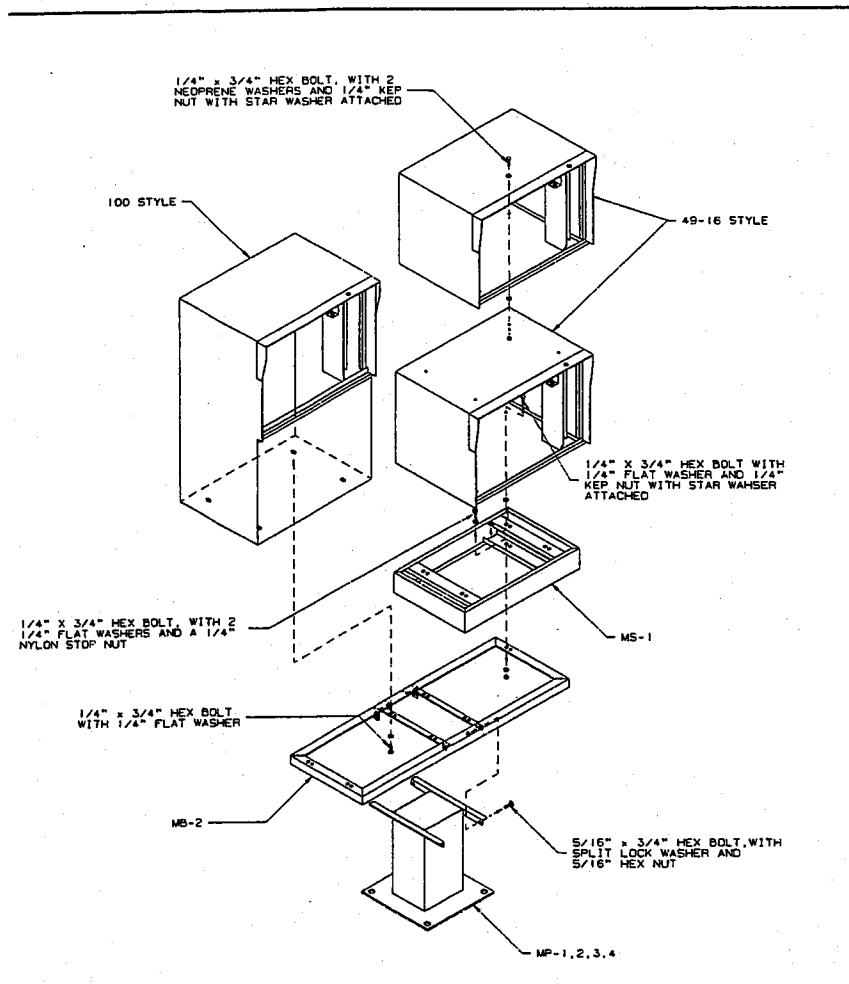 1/4" x 3/4" HEX BOLT, WITH 2
NEOPRENE WASHERS AND 1/4" KEP
NUT WITH STAR WASHER ATTACHED
100 STYLE
49-16 STYLE
1/4" X 3/4" HEX BOLT WITH
1/4" FLAT WASHER AND 1/4"
KEP NUT WITH STAR WAHSER
ATTACHED
1/4" X 3/4" HEX BOLT, WITH 2
1/4" FLAT WASHERS AND A 1/4"
NYLON STOP NUT
MS-1
1/4" x 3/4" HEX BOLT
WITH 1/4" FLAT WASHER
MB-2
5/16" x 3/4" HEX BOLT,WITH
SPLIT LOCK WASHER AND
5/16" HEX NUT
MP-1,2,3,4